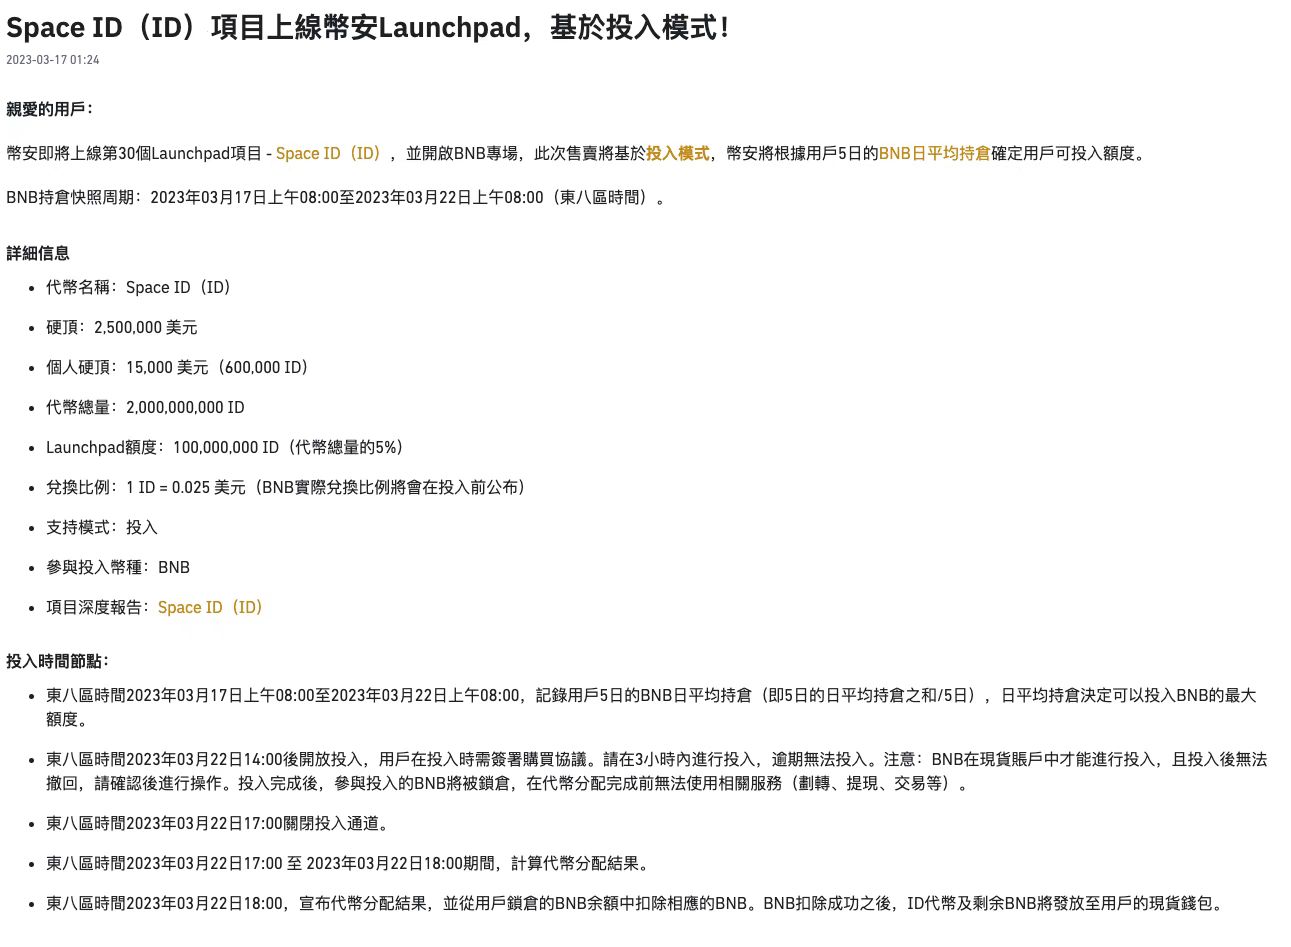 Space ID（ID）項目上線幣安Launchpad，基於投入模式！
2023-03-17 01:24
親愛的用戶：
幣安即將上線第30個Launchpad項目 - Space ID（ID），並開啟BNB專場，此次售賣將基於投入模式，幣安將根據用戶5日的BNB日平均持倉確定用戶可投入額度。
BNB持倉快照周期：2023年03月17日上午08:00至2023年03月22日上午08:00（東八區時間）。
詳細信息
• 代幣名稱：Space ID（ID）
• 硬頂：2,500,000 美元
• 個人硬頂：15,000 美元（600,000 ID）
• 代幣總量：2,000,000,000 ID
• Launchpad額度：100,000,000 ID（代幣總量的5%）
• 兌換比例：1 ID = 0.025 美元（BNB實際兌換比例將會在投入前公布）
• 支持模式：投入
• 參與投入幣種：BNB
• 項目深度報告：Space ID（ID）
投入時間節點：
• 東八區時間2023年03月17日上午08:00至2023年03月22日上午08:00，記錄用戶5日的BNB日平均持倉（即5日的日平均持倉之和/5日），日平均持倉決定可以投入BNB的最大
額度。
• 東八區時間2023年03月22日14:00後開放投入，用戶在投入時需簽署購買協議。請在3小時內進行投入，逾期無法投入。注意：BNB在現貨賬戶中才能進行投入，且投入後無法
撤回，請確認後進行操作。投入完成後，參與投入的BNB將被鎖倉，在代幣分配完成前無法使用相關服務（劃轉、提現、交易等）。
• 東八區時間2023年03月22日17:00關閉投入通道。
• 東八區時間2023年03月22日17:00 至 2023年03月22日18:00期間，計算代幣分配結果。
• 東八區時間2023年03月22日18:00，宣布代幣分配結果，並從用戶鎖倉的BNB余額中扣除相應的BNB。BNB扣除成功之後，ID代幣及剩余BNB將發放至用戶的現貨錢包。